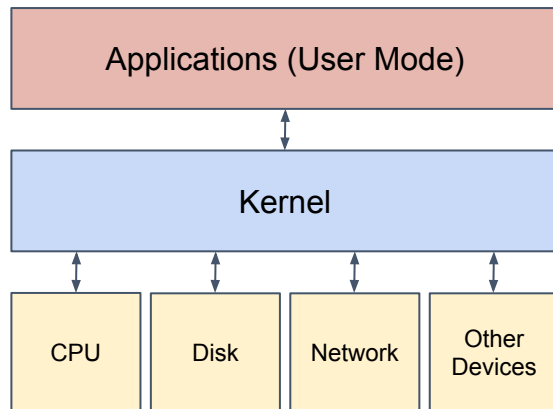 Applications (User Mode)
Kernel
CPU
Disk
Network
Other
Devices